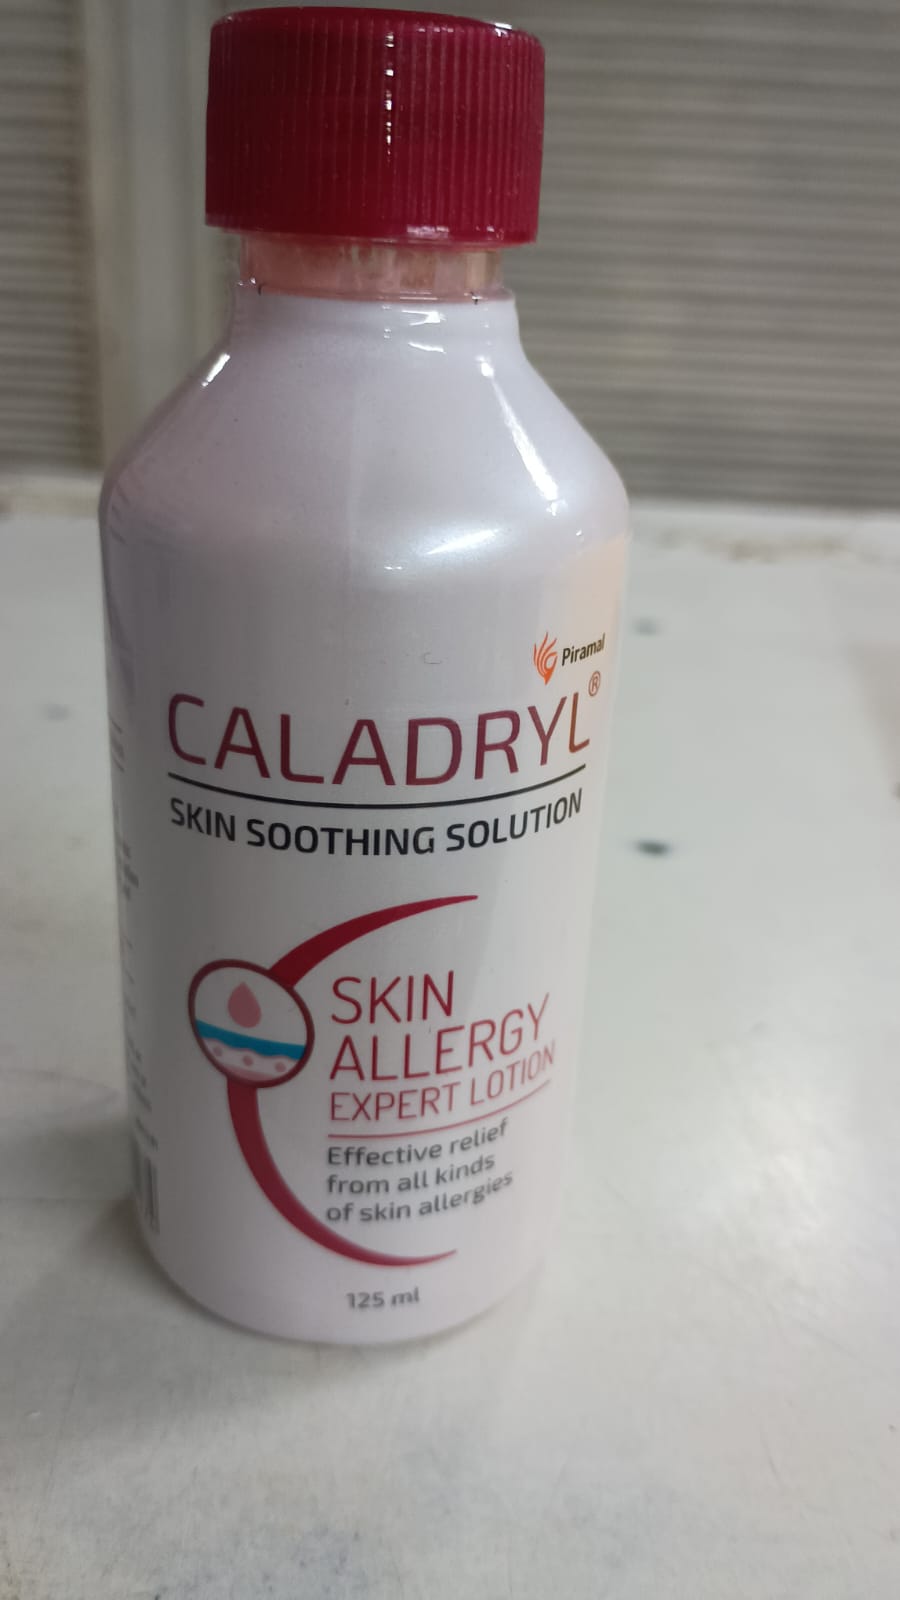 Piramal
CALADRYL®
SKIN SOOTHING SOLUTION
SKIN
ALLERGY
EXPERT LOTION
Effective relief
from all kinds
of skin allergies
125 ml